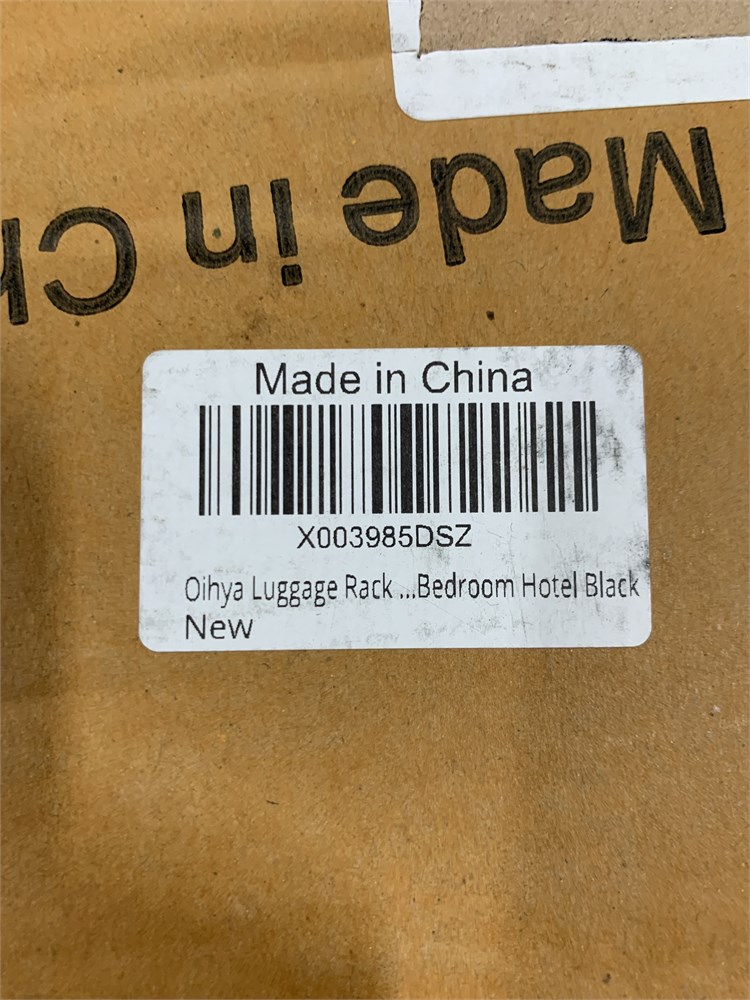 Made in Ch
Made in China
X003985DSZ
Oihya Luggage Rack ...Bedroom Hotel Black
New